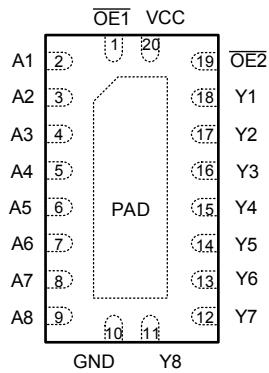 O̅E̅1̅ VCC
1 20
A1 2 19 O̅E̅2̅
A2 3 18 Y1
A3 4 17 Y2
A4 5 16 Y3
A5 6 PAD 15 Y4
A6 7 14 Y5
A7 8 13 Y6
A8 9 12 Y7
10 11
GND Y8